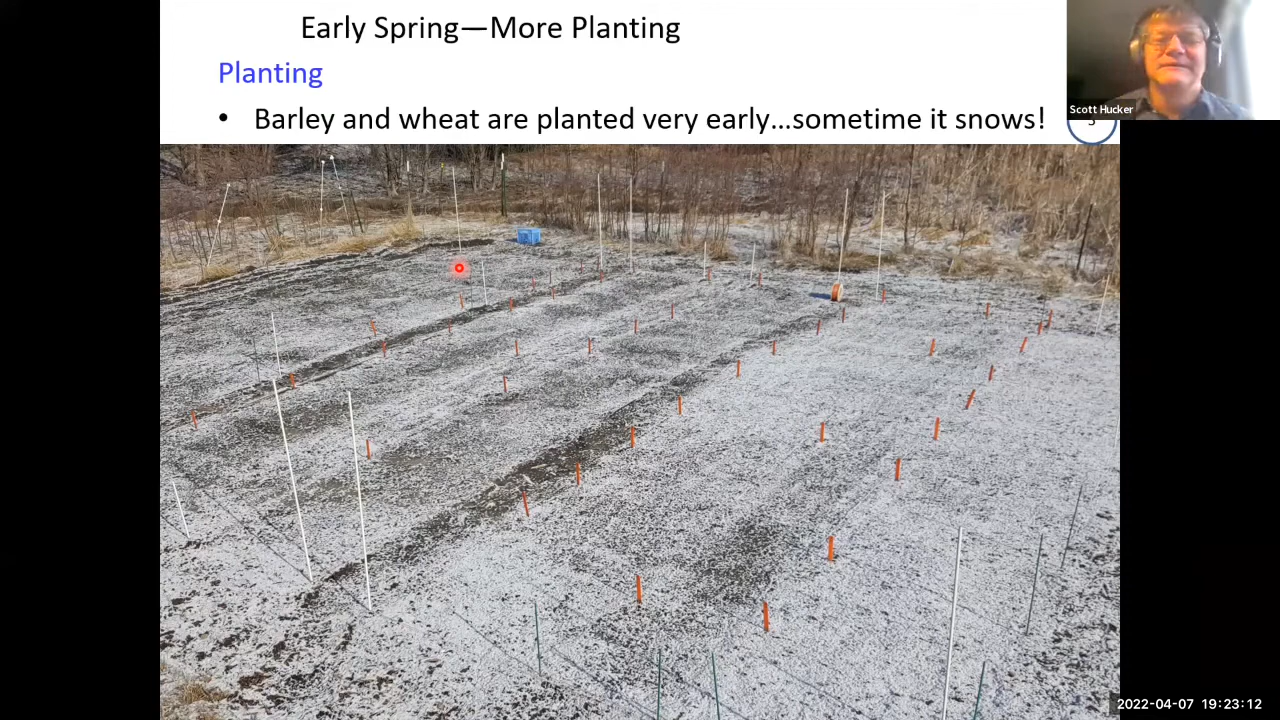 Early Spring—More Planting
Planting
• Barley and wheat are planted very early…sometime it snows!
Scott Hucker
2022-04-07 19:23:12